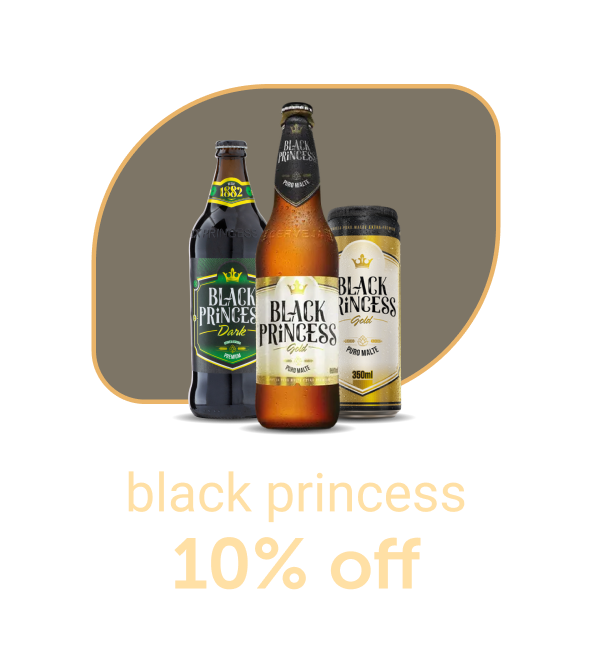 1882
BLACK
PRINCESS
Dark
PREMIUM
BLACK
PRINCESS
PURO MALTE
BLACK
PRINCESS
Gold
PURO MALTE
BLACK
PRINCESS
Gold
PURO MALTE
350ml
black princess
10% off